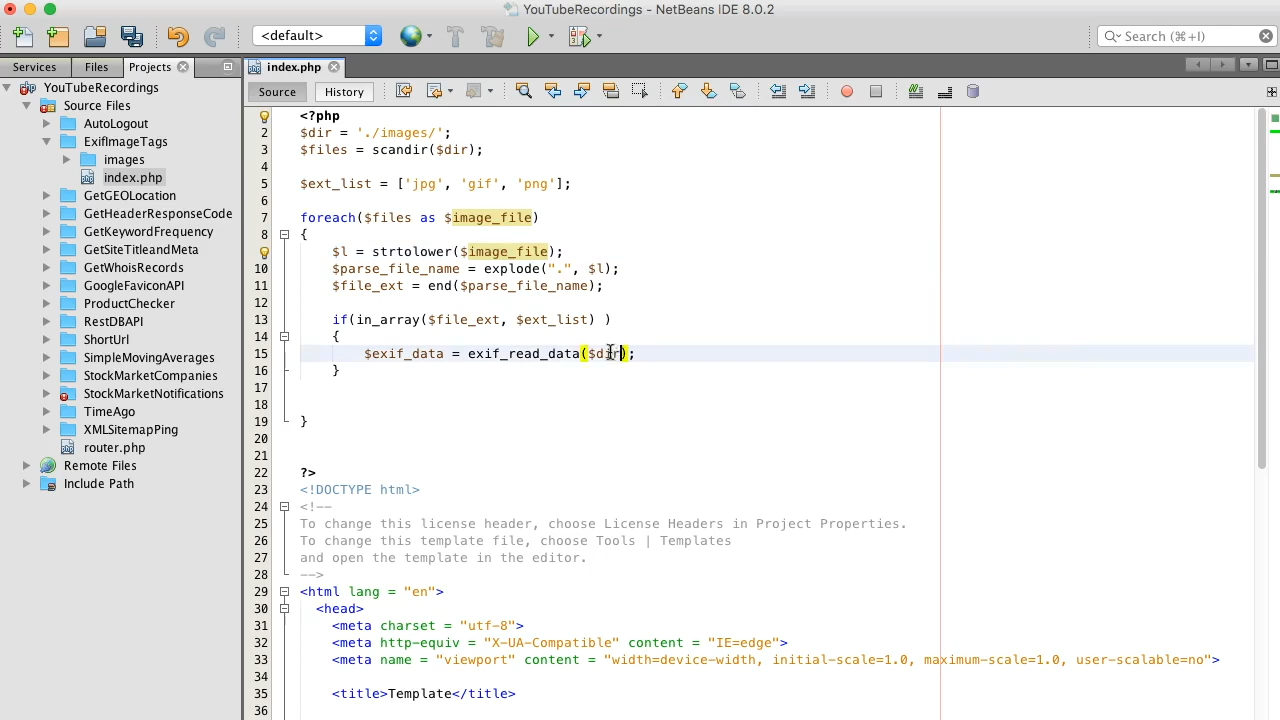 YouTubeRecordings - NetBeans IDE 8.0.2
<default>
Search (⌘+I)
Services
Files
Projects
index.php
Source
History
YouTubeRecordings
Source Files
AutoLogout
ExifImageTags
images
index.php
GetGEOLocation
GetHeaderResponseCode
GetKeywordFrequency
GetSiteTitleandMeta
GetWhoisRecords
GoogleFaviconAPI
ProductChecker
RestDBAPI
ShortUrl
SimpleMovingAverages
StockMarketCompanies
StockMarketNotifications
TimeAgo
XMLSitemapPing
router.php
Remote Files
Include Path
<?php
2 $dir = './images/';
3 $files = scandir($dir);
4
5 $ext_list = ['jpg', 'gif', 'png'];
6
7 foreach($files as $image_file)
8 {
$l = strtolower($image_file);
10 $parse_file_name = explode(".", $l);
11 $file_ext = end($parse_file_name);
12
13 if(in_array($file_ext, $ext_list) )
14 {
15 $exif_data = exif_read_data($dir);
16 }
17
18
19 }
20
21
22 ?>
23 <!DOCTYPE html>
24 <!--
25 To change this license header, choose License Headers in Project Properties.
26 To change this template file, choose Tools | Templates
27 and open the template in the editor.
28 -->
29 <html lang = "en">
30 <head>
31 <meta charset = "utf-8">
32 <meta http-equiv = "X-UA-Compatible" content = "IE=edge">
33 <meta name = "viewport" content = "width=device-width, initial-scale=1.0, maximum-scale=1.0, user-scalable=no">
34
35 <title>Template</title>
36